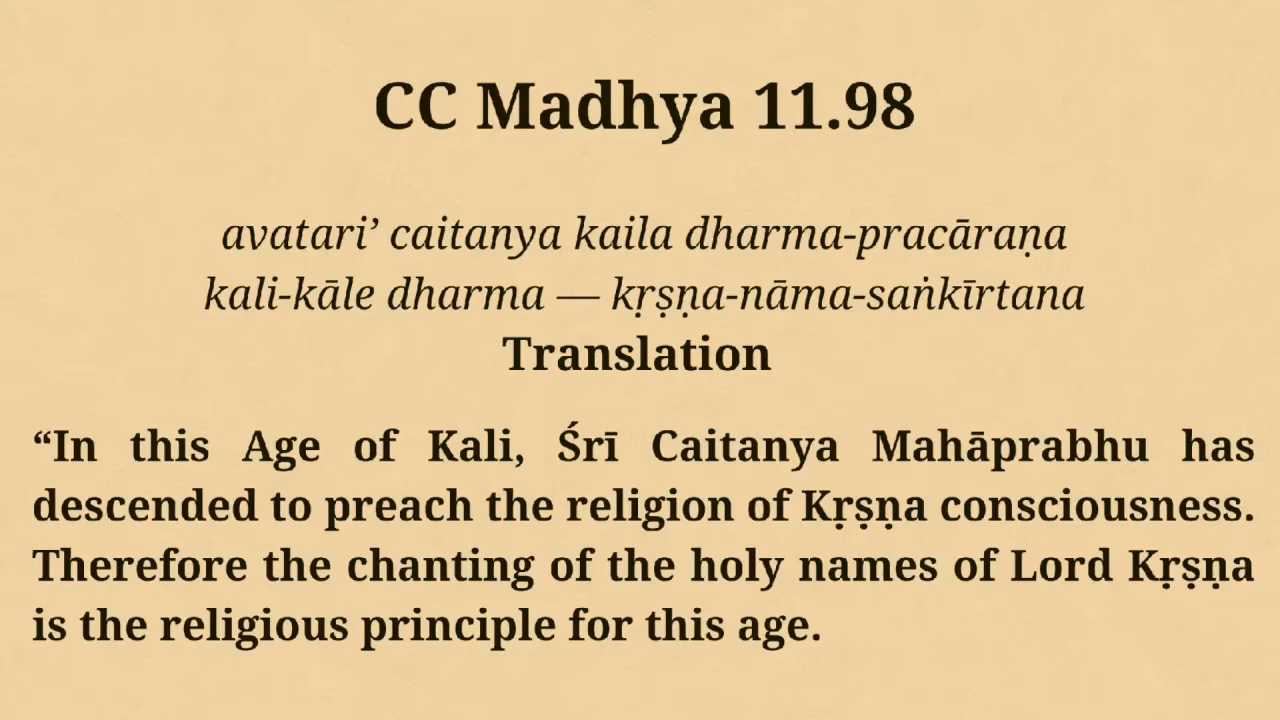 CC Madhya 11.98
avatari’ caitanya kaila dharma-pracāraṇa
kali-kāle dharma — kṛṣṇa-nāma-saṅkīrtana
Translation
“In this Age of Kali, Śrī Caitanya Mahāprabhu has
descended to preach the religion of Kṛṣṇa consciousness.
Therefore the chanting of the holy names of Lord Kṛṣṇa
is the religious principle for this age.